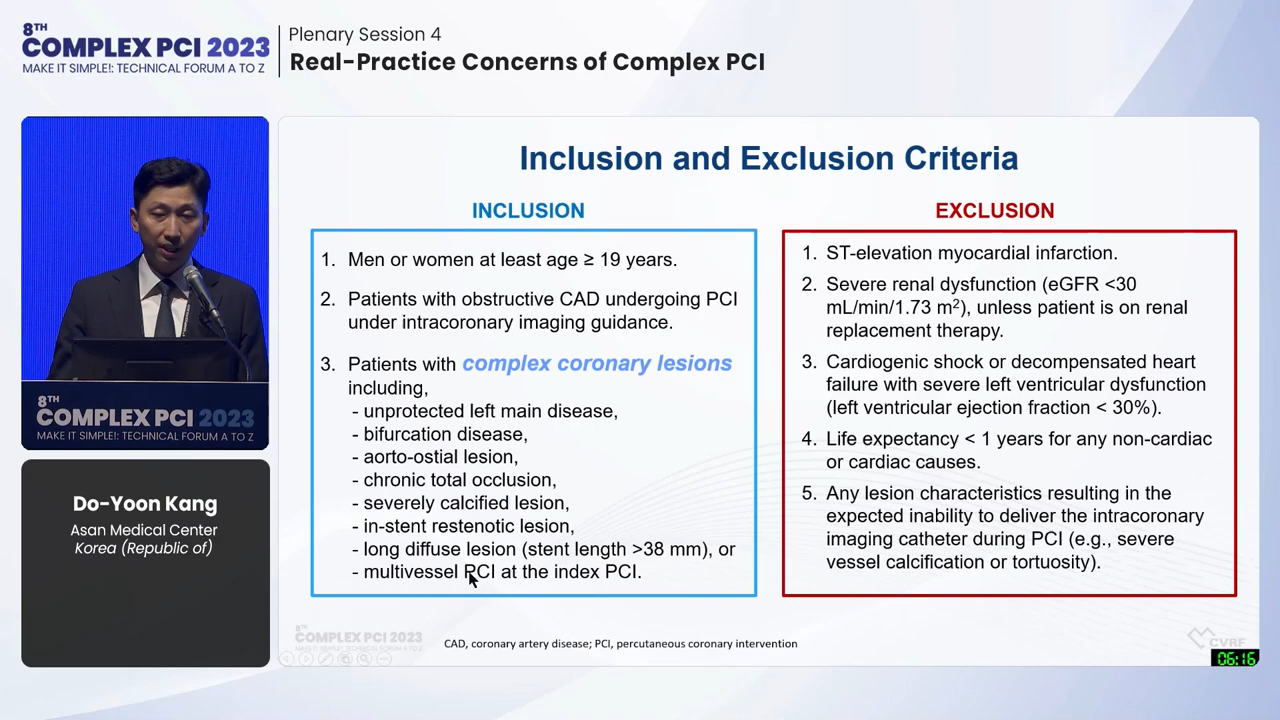 8TH
COMPLEX PCI 2023
MAKE IT SIMPLE!: TECHNICAL FORUM A TO Z
Plenary Session 4
Real-Practice Concerns of Complex PCI
8TH
COMPLEX PCI 2023
MAKE IT SIMPLE!: TECHNICAL FORUM A TO Z
Do-Yoon Kang
Asan Medical Center
Korea (Republic of)
Inclusion and Exclusion Criteria
INCLUSION
1. Men or women at least age ≥ 19 years.
2. Patients with obstructive CAD undergoing PCI
under intracoronary imaging guidance.
3. Patients with complex coronary lesions
including,
- unprotected left main disease,
- bifurcation disease,
- aorto-ostial lesion,
- chronic total occlusion,
- severely calcified lesion,
- in-stent restenotic lesion,
- long diffuse lesion (stent length >38 mm), or
- multivessel PCI at the index PCI.
EXCLUSION
1. ST-elevation myocardial infarction.
2. Severe renal dysfunction (eGFR <30
mL/min/1.73 m²), unless patient is on renal
replacement therapy.
3. Cardiogenic shock or decompensated heart
failure with severe left ventricular dysfunction
(left ventricular ejection fraction < 30%).
4. Life expectancy < 1 years for any non-cardiac
or cardiac causes.
5. Any lesion characteristics resulting in the
expected inability to deliver the intracoronary
imaging catheter during PCI (e.g., severe
vessel calcification or tortuosity).
8TH
COMPLEX PCI 2023
MAKE IT SIMPLE!: TECHNICAL FORUM A TO Z
CAD, coronary artery disease; PCI, percutaneous coronary intervention
CVRF
06:16